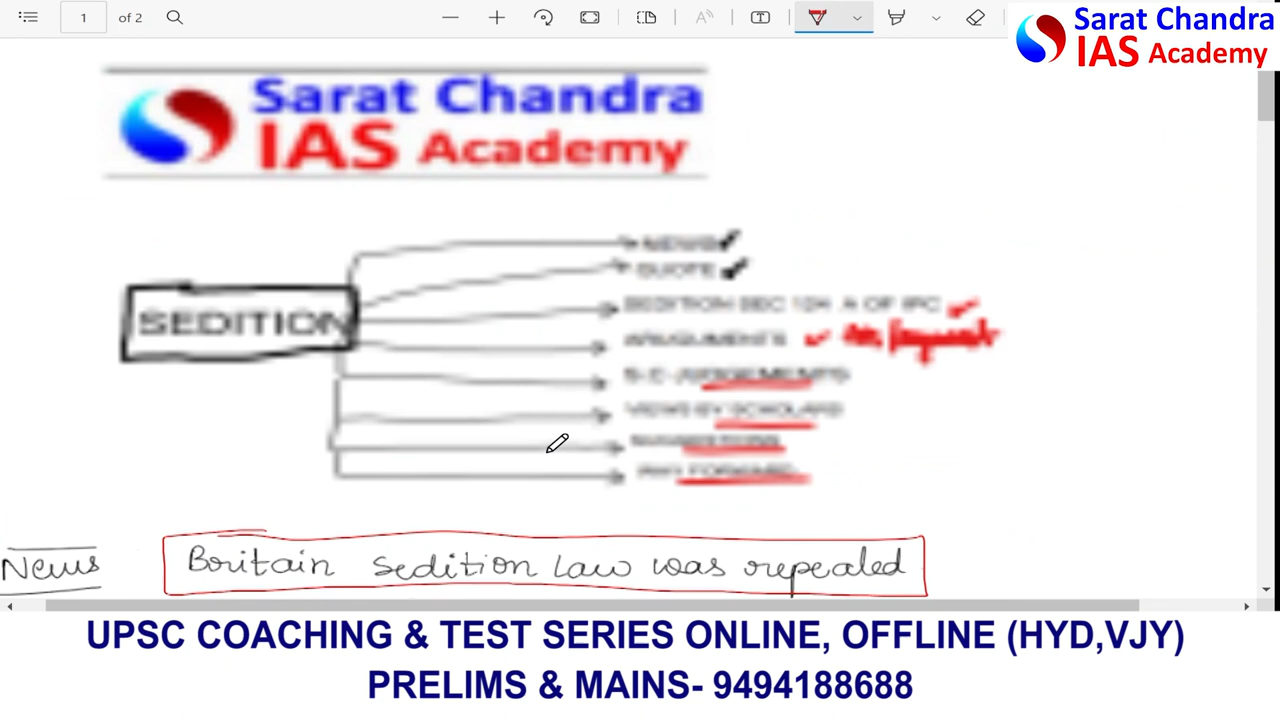 1 of 2
Sarat Chandra
IAS Academy
Sarat Chandra
IAS Academy
NEWS
QUOTE
SEDITION SEC 124 A OF IPC
SEDITION
S.C JUDGEMENTS
VIEWS BY SCHOLARS
SUGGESTIONS
WAY FORWARD
News
Britain sedition Law was repealed
UPSC COACHING & TEST SERIES ONLINE, OFFLINE (HYD,VJY)
PRELIMS & MAINS- 9494188688